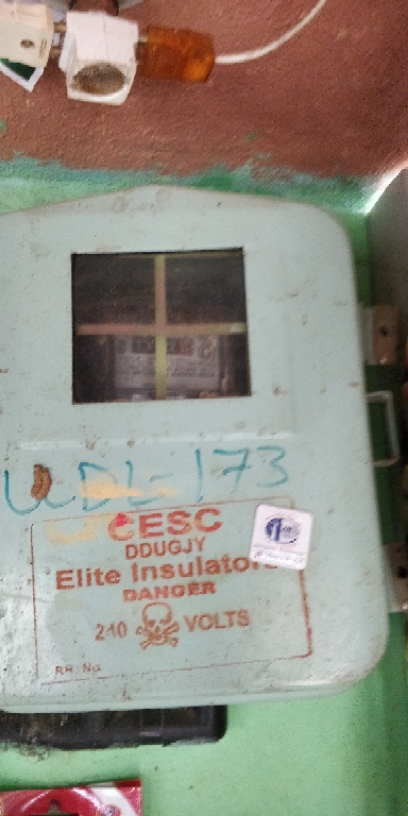 UDL-173
CESC
DDUGJY
Elite Insulators
DANGER
240 VOLTS
RR. No